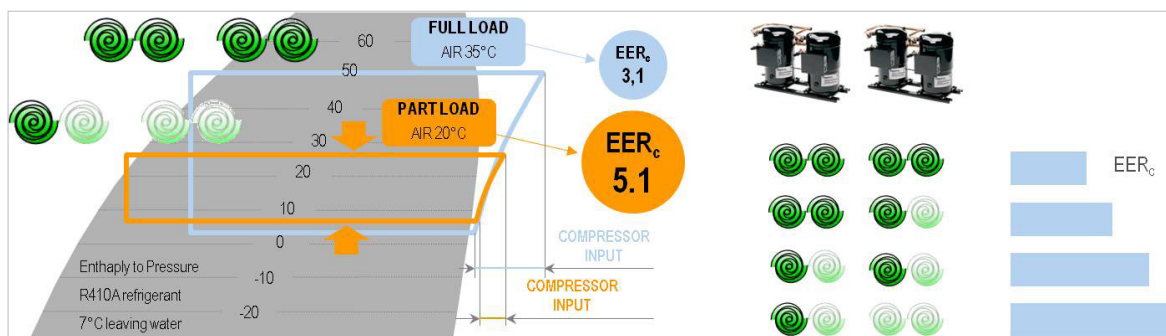 60
FULL LOAD
AIR 35°C
EERc
3,1
50
40
PART LOAD
AIR 20°C
30
EERc
5.1
20
10
0
COMPRESSOR
INPUT
Enthaply to Pressure
-10
R410A refrigerant
COMPRESSOR
INPUT
-20
7°C leaving water
EERc